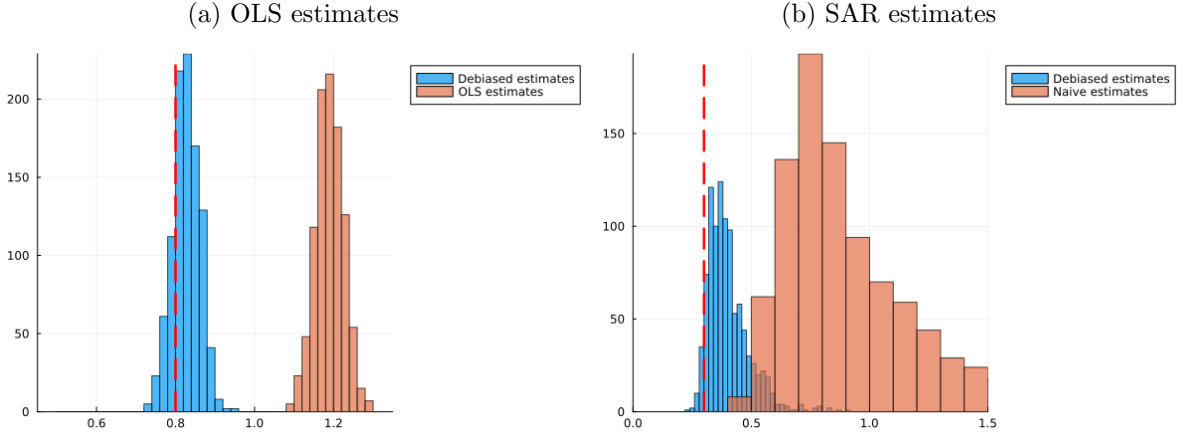 (a) OLS estimates
(b) SAR estimates
Debiased estimates
OLS estimates
200
150
100
50
0
0.6
0.8
1.0
1.2
Debiased estimates
Naive estimates
150
100
50
0
0.0
0.5
1.0
1.5